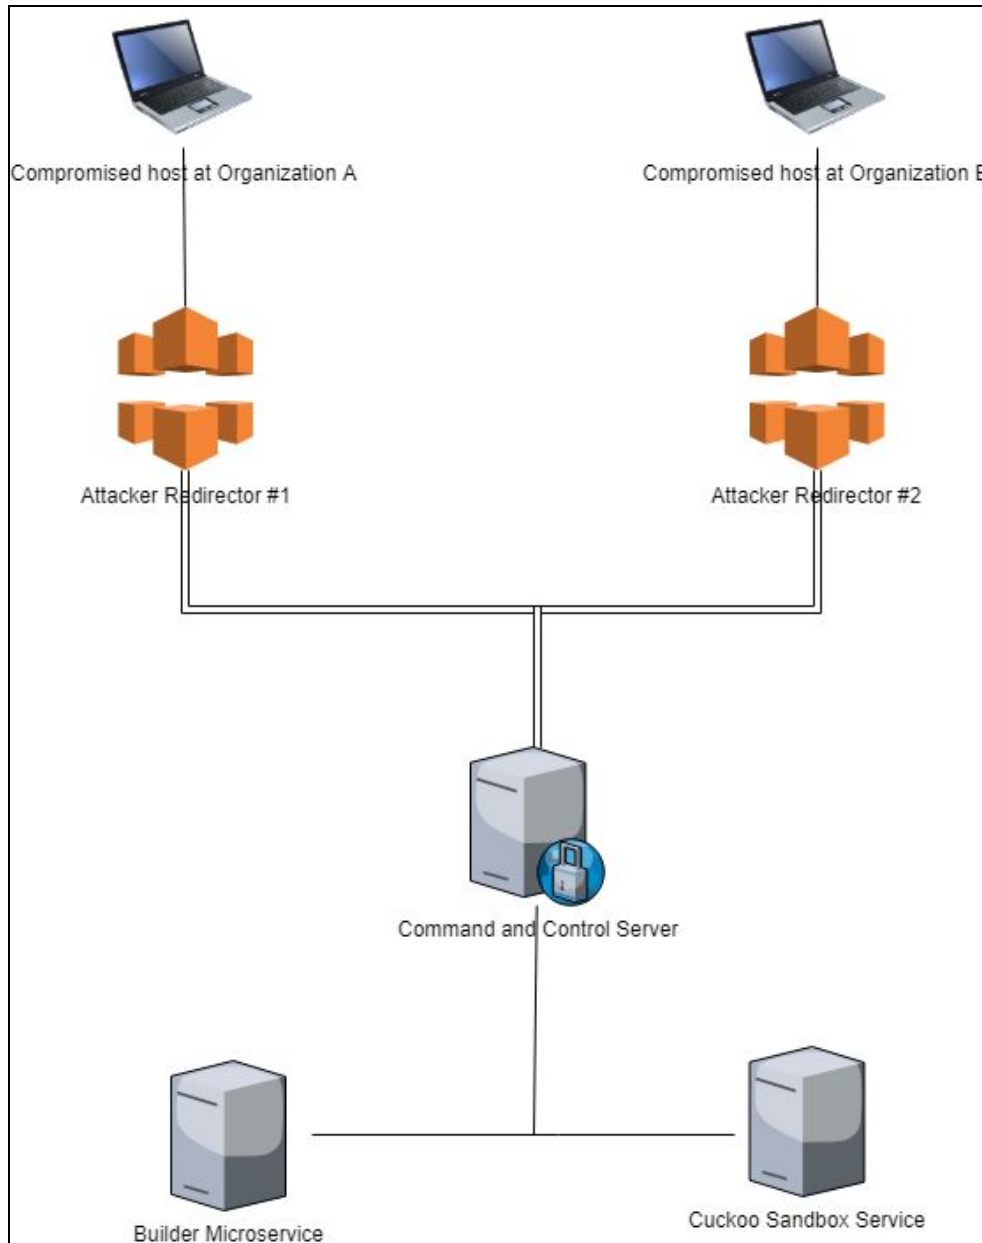 Compromised host at Organization A
Compromised host at Organization
Attacker Redirector #1
Attacker Redirector #2
Command and Control Server
Builder Microservice
Cuckoo Sandbox Service